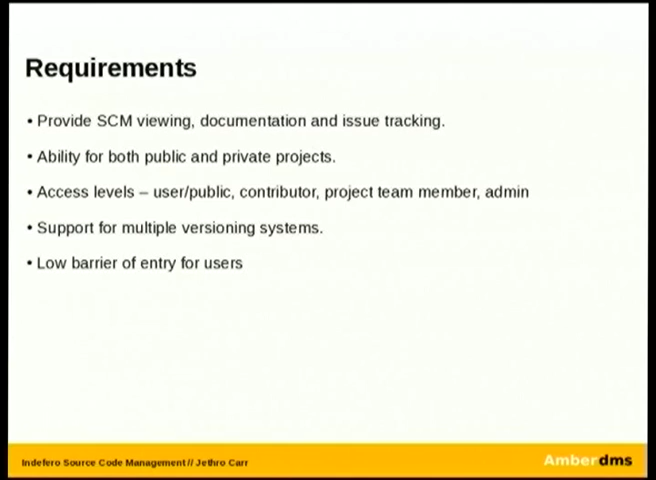 Requirements
• Provide SCM viewing, documentation and issue tracking.
• Ability for both public and private projects.
• Access levels – user/public, contributor, project team member, admin
• Support for multiple versioning systems.
• Low barrier of entry for users
Indefero Source Code Management // Jethro Carr
Amberdms